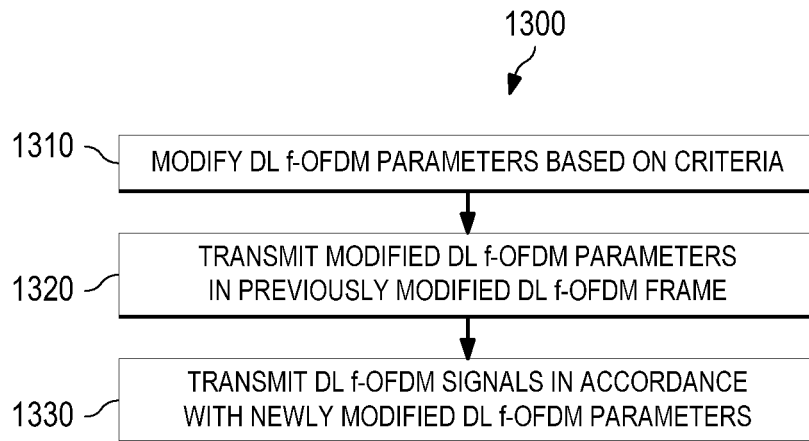 1300
1310
MODIFY DL f-OFDM PARAMETERS BASED ON CRITERIA
1320
TRANSMIT MODIFIED DL f-OFDM PARAMETERS
IN PREVIOUSLY MODIFIED DL f-OFDM FRAME
1330
TRANSMIT DL f-OFDM SIGNALS IN ACCORDANCE
WITH NEWLY MODIFIED DL f-OFDM PARAMETERS